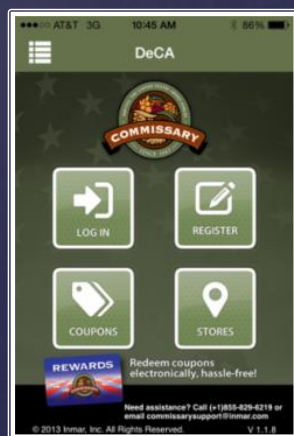 AT&T 3G 10:45 AM 86%
DeCA
COMMISSARY
LOG IN
REGISTER
COUPONS
STORES
REWARDS
Redeem coupons
electronically, hassle-free!
Need assistance? Call (+1)855-829-6219 or
email commissarysupport@inmar.com
© 2013 Inmar, Inc. All Rights Reserved. V 1.1.8